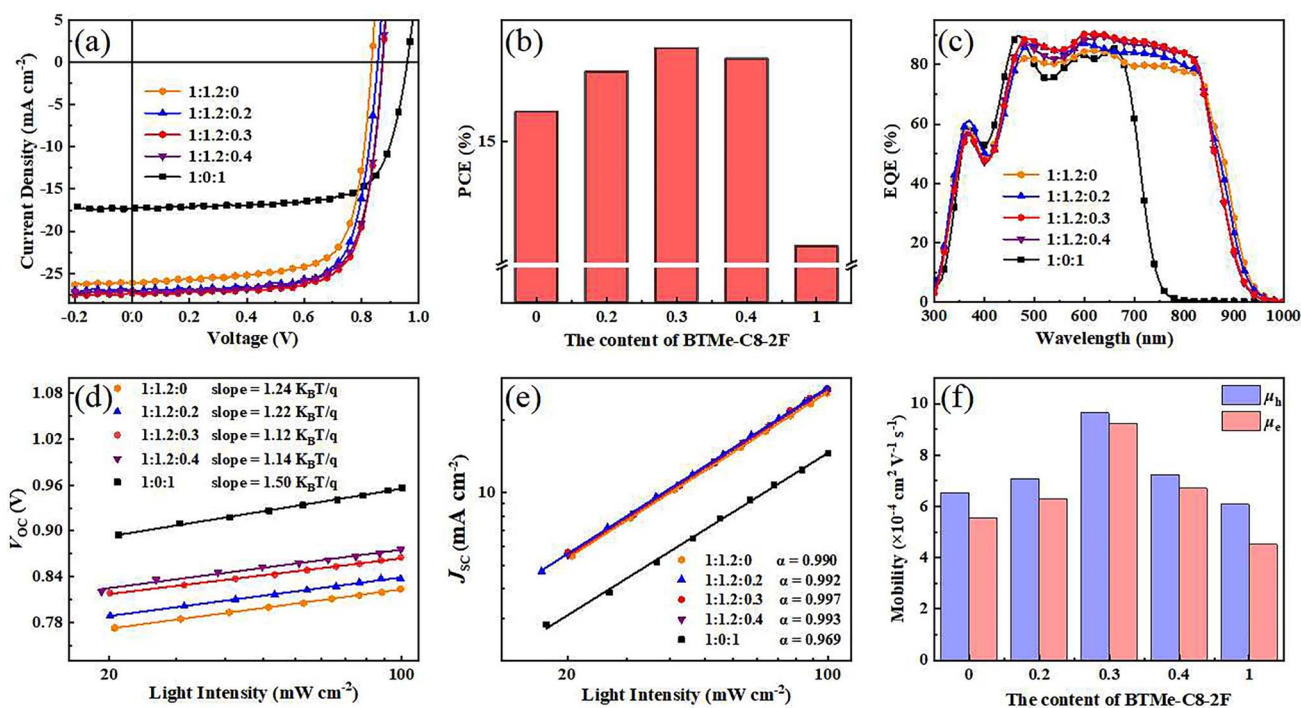 (a)
Current Density (mA cm⁻²)
5
0
-5
-10
-15
-20
-25
1:1.2:0
1:1.2:0.2
1:1.2:0.3
1:1.2:0.4
1:0:1
-0.2 0.0 0.2 0.4 0.6 0.8 1.0
Voltage (V)
(b)
PCE (%)
15
0 0.2 0.3 0.4 1
The content of BTMe-C8-2F
(c)
EQE (%)
80
60
40
20
0
1:1.2:0
1:1.2:0.2
1:1.2:0.3
1:1.2:0.4
1:0:1
300 400 500 600 700 800 900 1000
Wavelength (nm)
(d)
V_OC (V)
1.08
1.02
0.96
0.90
0.84
0.78
1:1.2:0 slope = 1.24 K_BT/q
1:1.2:0.2 slope = 1.22 K_BT/q
1:1.2:0.3 slope = 1.12 K_BT/q
1:1.2:0.4 slope = 1.14 K_BT/q
1:0:1 slope = 1.50 K_BT/q
20 100
Light Intensity (mW cm⁻²)
(e)
J_SC (mA cm⁻²)
10
1:1.2:0 α = 0.990
1:1.2:0.2 α = 0.992
1:1.2:0.3 α = 0.997
1:1.2:0.4 α = 0.993
1:0:1 α = 0.969
20 100
Light Intensity (mW cm⁻²)
(f)
Mobility (×10⁻⁴ cm² V⁻¹ s⁻¹)
10
8
6
4
2
0
μ_h
μ_e
0 0.2 0.3 0.4 1
The content of BTMe-C8-2F